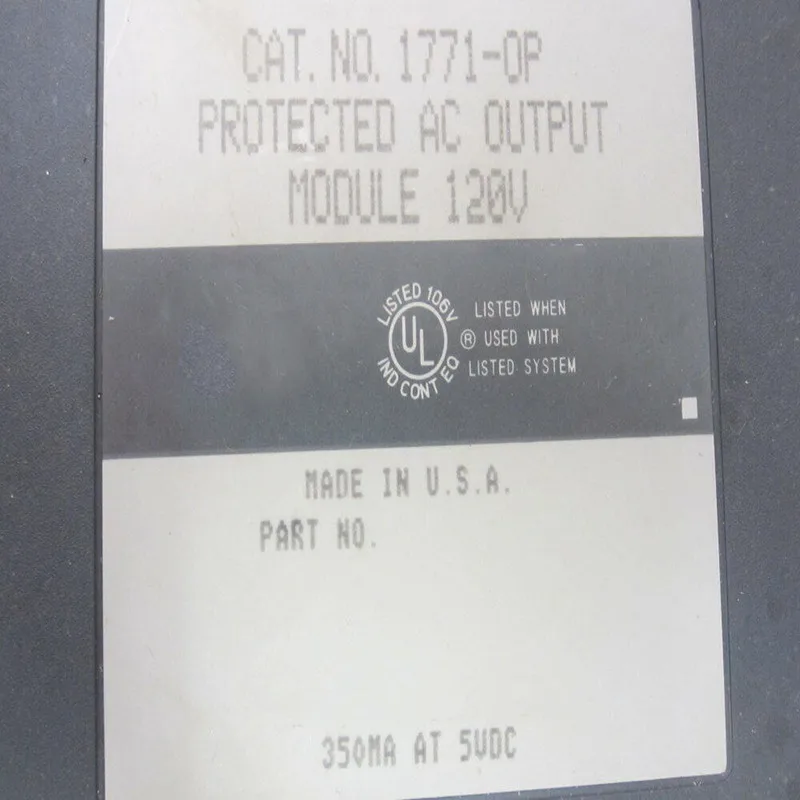 CAT. NO. 1771-OP
PROTECTED AC OUTPUT
MODULE 120V
LISTED 106V
UL
IND CONT EQ
®
LISTED WHEN
USED WITH
LISTED SYSTEM
MADE IN U.S.A.
PART NO.
350MA AT 5VDC